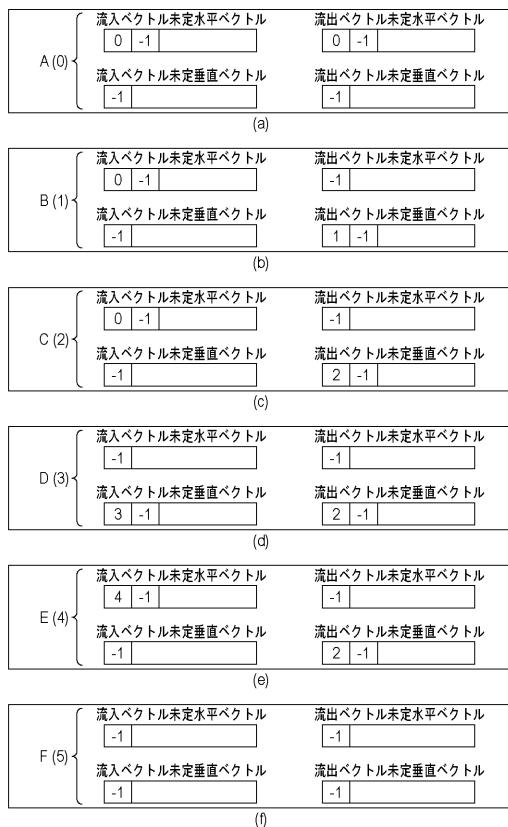 流入ベクトル未定水平ベクトル 流出ベクトル未定水平ベクトル
0 -1 0 -1
A (0)
流入ベクトル未定垂直ベクトル 流出ベクトル未定垂直ベクトル
-1 -1
(a)
流入ベクトル未定水平ベクトル 流出ベクトル未定水平ベクトル
0 -1 -1
B (1)
流入ベクトル未定垂直ベクトル 流出ベクトル未定垂直ベクトル
-1 1 -1
(b)
流入ベクトル未定水平ベクトル 流出ベクトル未定水平ベクトル
0 -1 -1
C (2)
流入ベクトル未定垂直ベクトル 流出ベクトル未定垂直ベクトル
-1 2 -1
(c)
流入ベクトル未定水平ベクトル 流出ベクトル未定水平ベクトル
-1 -1
D (3)
流入ベクトル未定垂直ベクトル 流出ベクトル未定垂直ベクトル
3 -1 2 -1
(d)
流入ベクトル未定水平ベクトル 流出ベクトル未定水平ベクトル
4 -1 -1
E (4)
流入ベクトル未定垂直ベクトル 流出ベクトル未定垂直ベクトル
-1 2 -1
(e)
流入ベクトル未定水平ベクトル 流出ベクトル未定水平ベクトル
-1 -1
F (5)
流入ベクトル未定垂直ベクトル 流出ベクトル未定垂直ベクトル
-1 -1
(f)